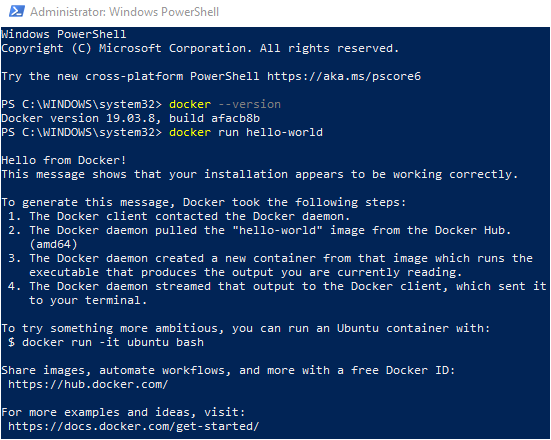 Administrator: Windows PowerShell
Windows PowerShell
Copyright (C) Microsoft Corporation. All rights reserved.
Try the new cross-platform PowerShell https://aka.ms/pscore6
PS C:\WINDOWS\system32> docker --version
Docker version 19.03.8, build afacb8b
PS C:\WINDOWS\system32> docker run hello-world
Hello from Docker!
This message shows that your installation appears to be working correctly.
To generate this message, Docker took the following steps:
1. The Docker client contacted the Docker daemon.
2. The Docker daemon pulled the "hello-world" image from the Docker Hub.
(amd64)
3. The Docker daemon created a new container from that image which runs the
executable that produces the output you are currently reading.
4. The Docker daemon streamed that output to the Docker client, which sent it
to your terminal.
To try something more ambitious, you can run an Ubuntu container with:
$ docker run -it ubuntu bash
Share images, automate workflows, and more with a free Docker ID:
https://hub.docker.com/
For more examples and ideas, visit:
https://docs.docker.com/get-started/